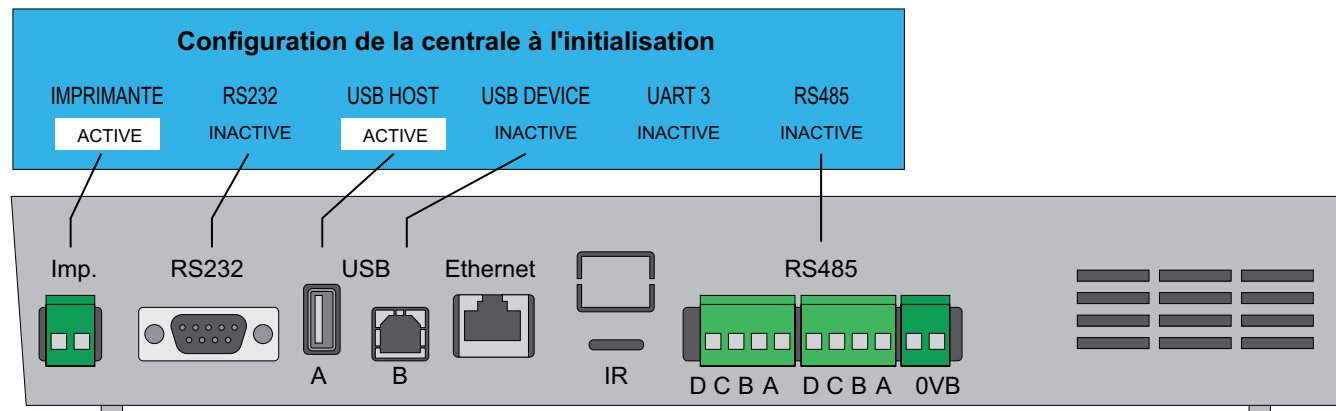 Configuration de la centrale à l'initialisation
IMPRIMANTE RS232 USB HOST USB DEVICE UART 3 RS485
ACTIVE INACTIVE ACTIVE INACTIVE INACTIVE INACTIVE
Imp. RS232 USB Ethernet RS485
A B IR D C B A D C B A 0VB